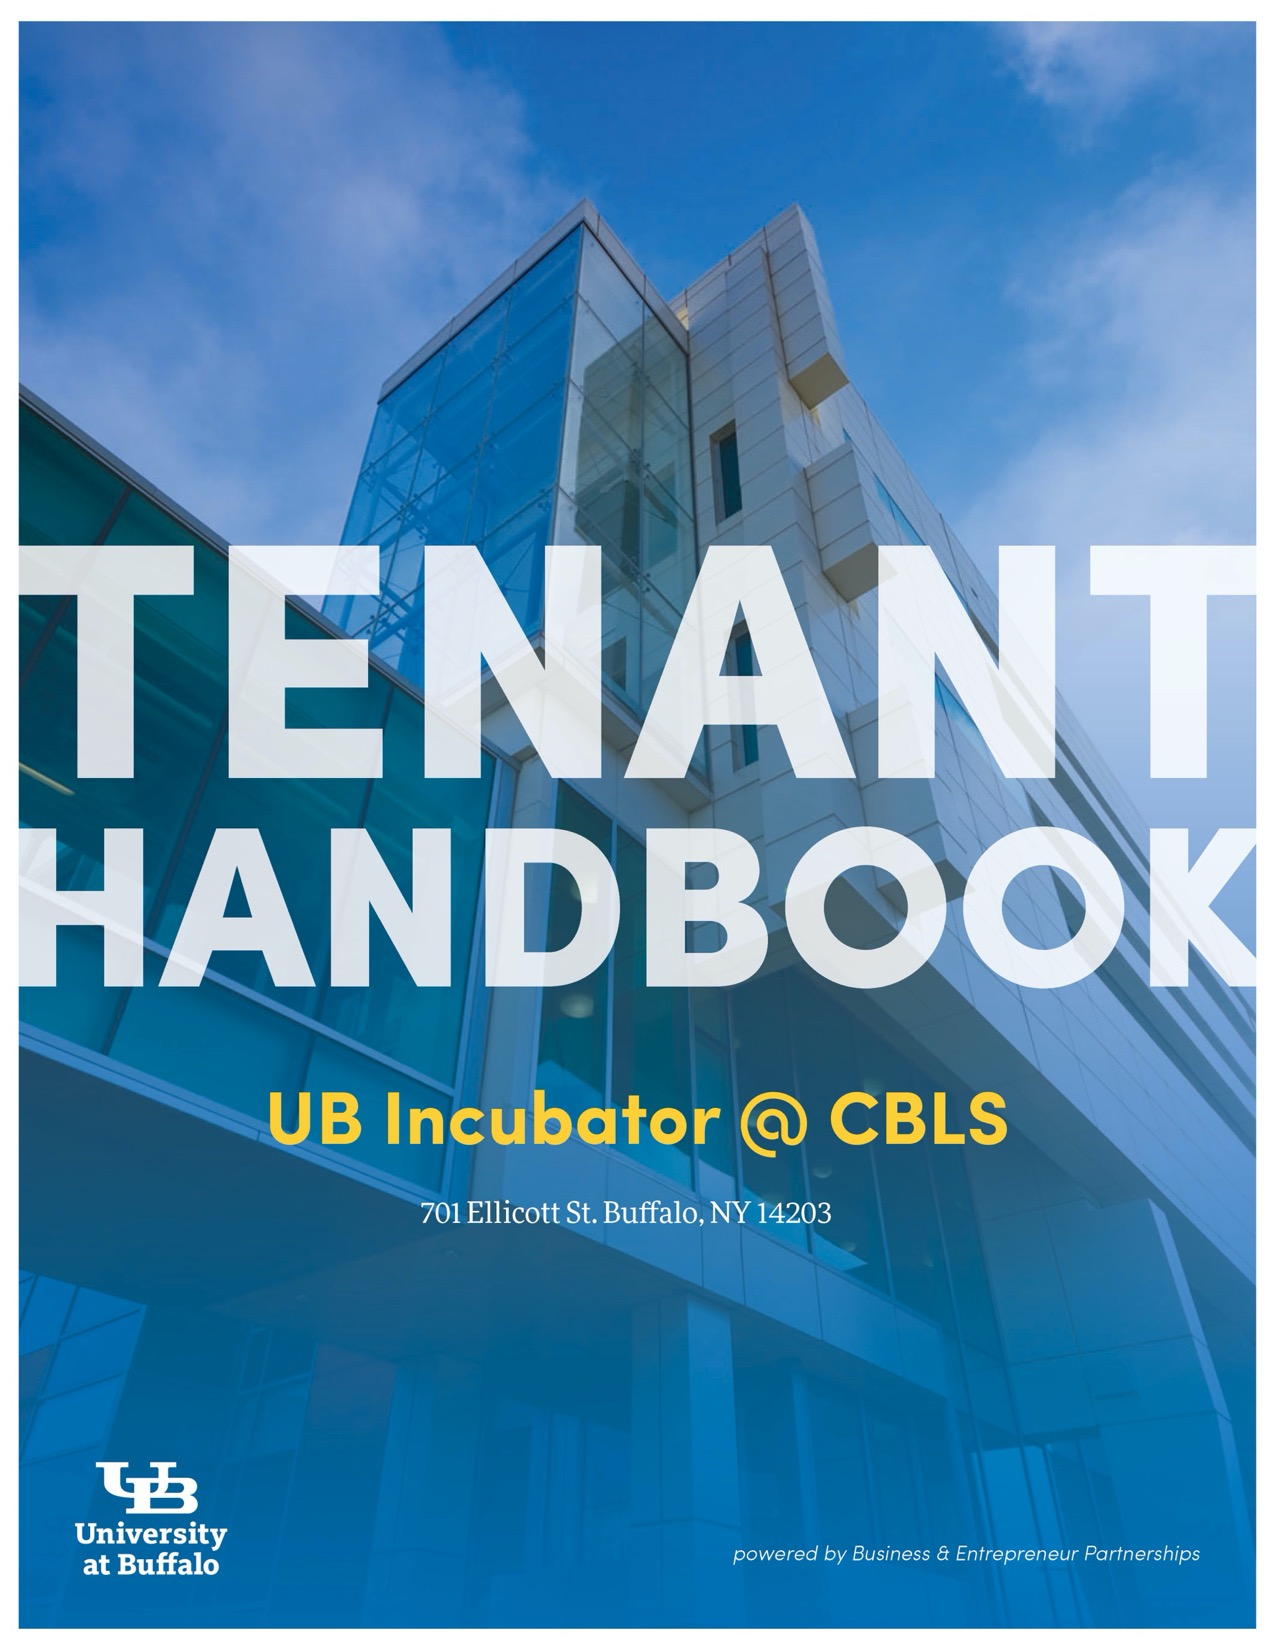 TENANT
HANDBOOK
UB Incubator @ CBLS
701 Ellicott St. Buffalo, NY 14203
UB
University
at Buffalo
powered by Business & Entrepreneur Partnerships